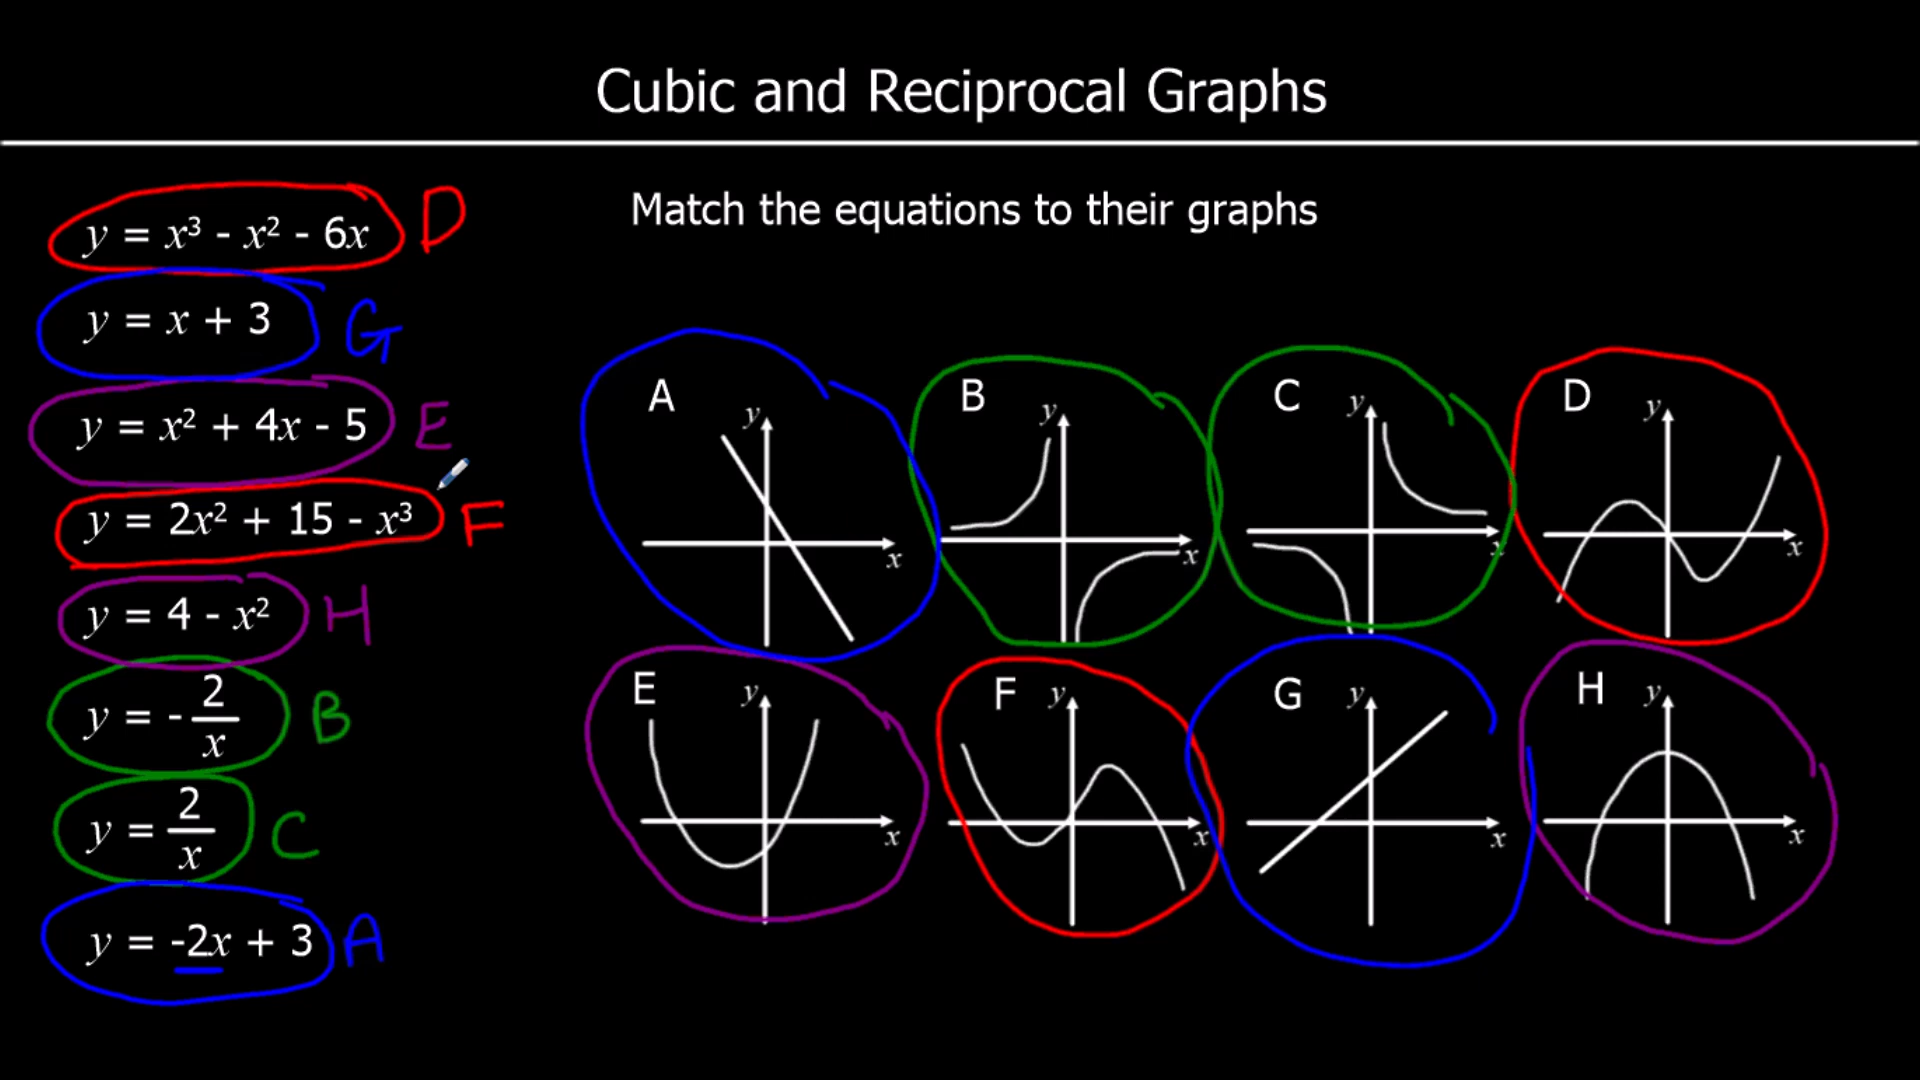 Cubic and Reciprocal Graphs
Match the equations to their graphs
y = x³ - x² - 6x D
y = x + 3 G
y = x² + 4x - 5 E
y = 2x² + 15 - x³ F
y = 4 - x² H
y = - 2/x B
y = 2/x C
y = -2x + 3 A
A y x
B y x
C y x
D y x
E y x
F y x
G y x
H y x